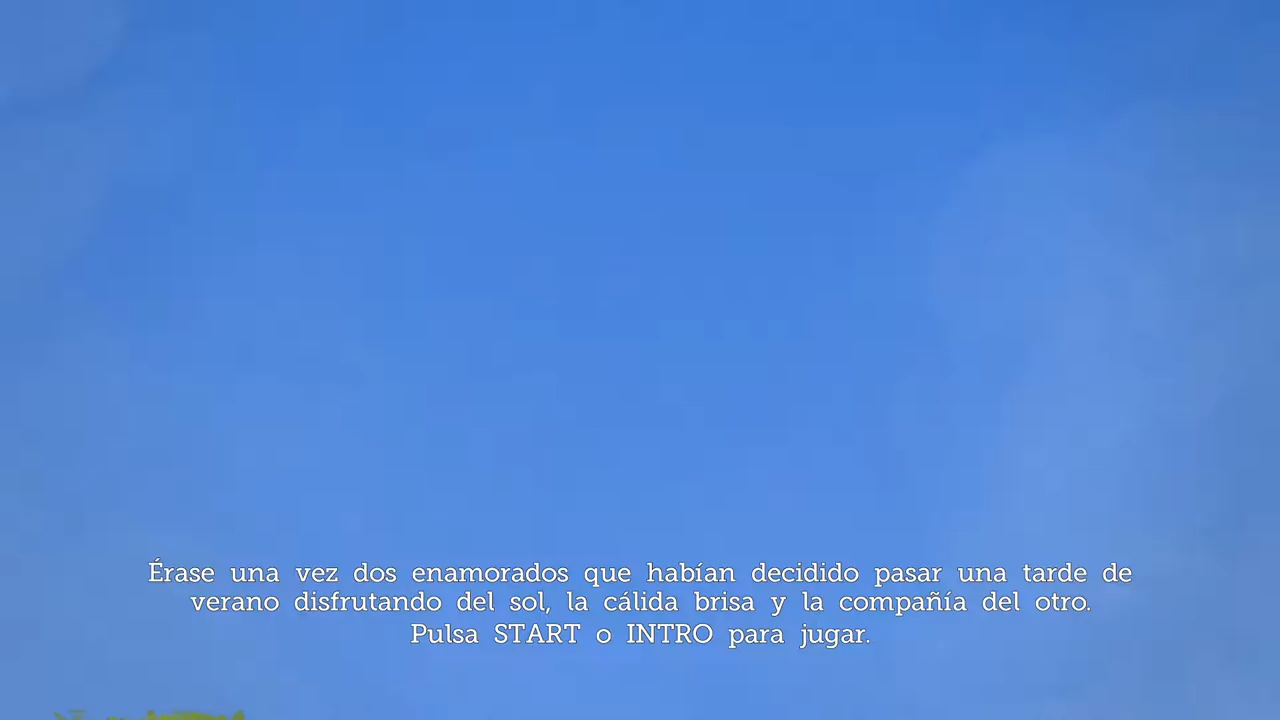 Érase una vez dos enamorados que habían decidido pasar una tarde de
verano disfrutando del sol, la cálida brisa y la compañía del otro.
Pulsa START o INTRO para jugar.